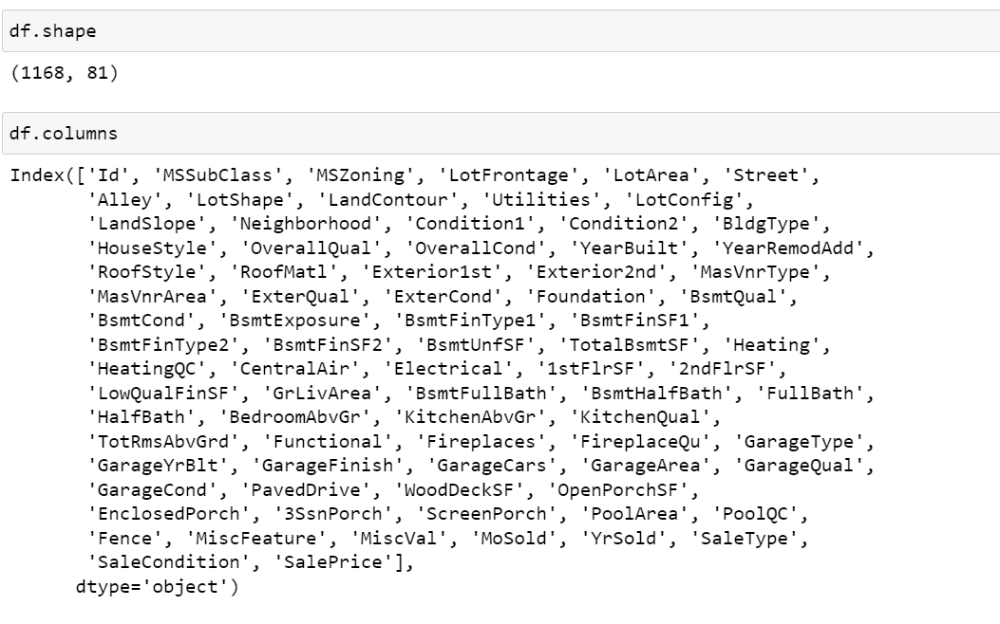 df.shape
(1168, 81)
df.columns
Index(['Id', 'MSSubClass', 'MSZoning', 'LotFrontage', 'LotArea', 'Street',
'Alley', 'LotShape', 'LandContour', 'Utilities', 'LotConfig',
'LandSlope', 'Neighborhood', 'Condition1', 'Condition2', 'BldgType',
'HouseStyle', 'OverallQual', 'OverallCond', 'YearBuilt', 'YearRemodAdd',
'RoofStyle', 'RoofMatl', 'Exterior1st', 'Exterior2nd', 'MasVnrType',
'MasVnrArea', 'ExterQual', 'ExterCond', 'Foundation', 'BsmtQual',
'BsmtCond', 'BsmtExposure', 'BsmtFinType1', 'BsmtFinSF1',
'BsmtFinType2', 'BsmtFinSF2', 'BsmtUnfSF', 'TotalBsmtSF', 'Heating',
'HeatingQC', 'CentralAir', 'Electrical', '1stFlrSF', '2ndFlrSF',
'LowQualFinSF', 'GrLivArea', 'BsmtFullBath', 'BsmtHalfBath', 'FullBath',
'HalfBath', 'BedroomAbvGr', 'KitchenAbvGr', 'KitchenQual',
'TotRmsAbvGrd', 'Functional', 'Fireplaces', 'FireplaceQu', 'GarageType',
'GarageYrBlt', 'GarageFinish', 'GarageCars', 'GarageArea', 'GarageQual',
'GarageCond', 'PavedDrive', 'WoodDeckSF', 'OpenPorchSF',
'EnclosedPorch', '3SsnPorch', 'ScreenPorch', 'PoolArea', 'PoolQC',
'Fence', 'MiscFeature', 'MiscVal', 'MoSold', 'YrSold', 'SaleType',
'SaleCondition', 'SalePrice'],
dtype='object')